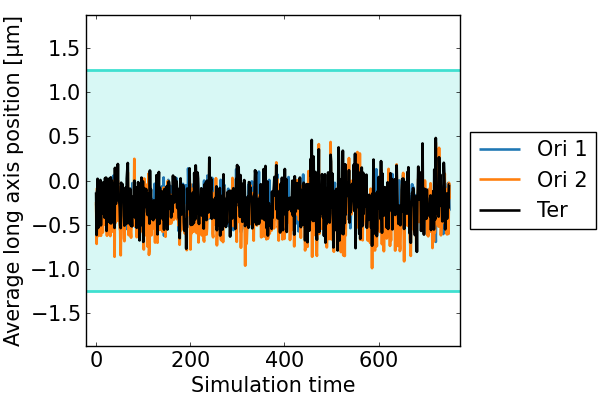 Average long axis position [μm]
1.5
1.0
0.5
0.0
−0.5
−1.0
−1.5
0
200
400
600
Simulation time
Ori 1
Ori 2
Ter